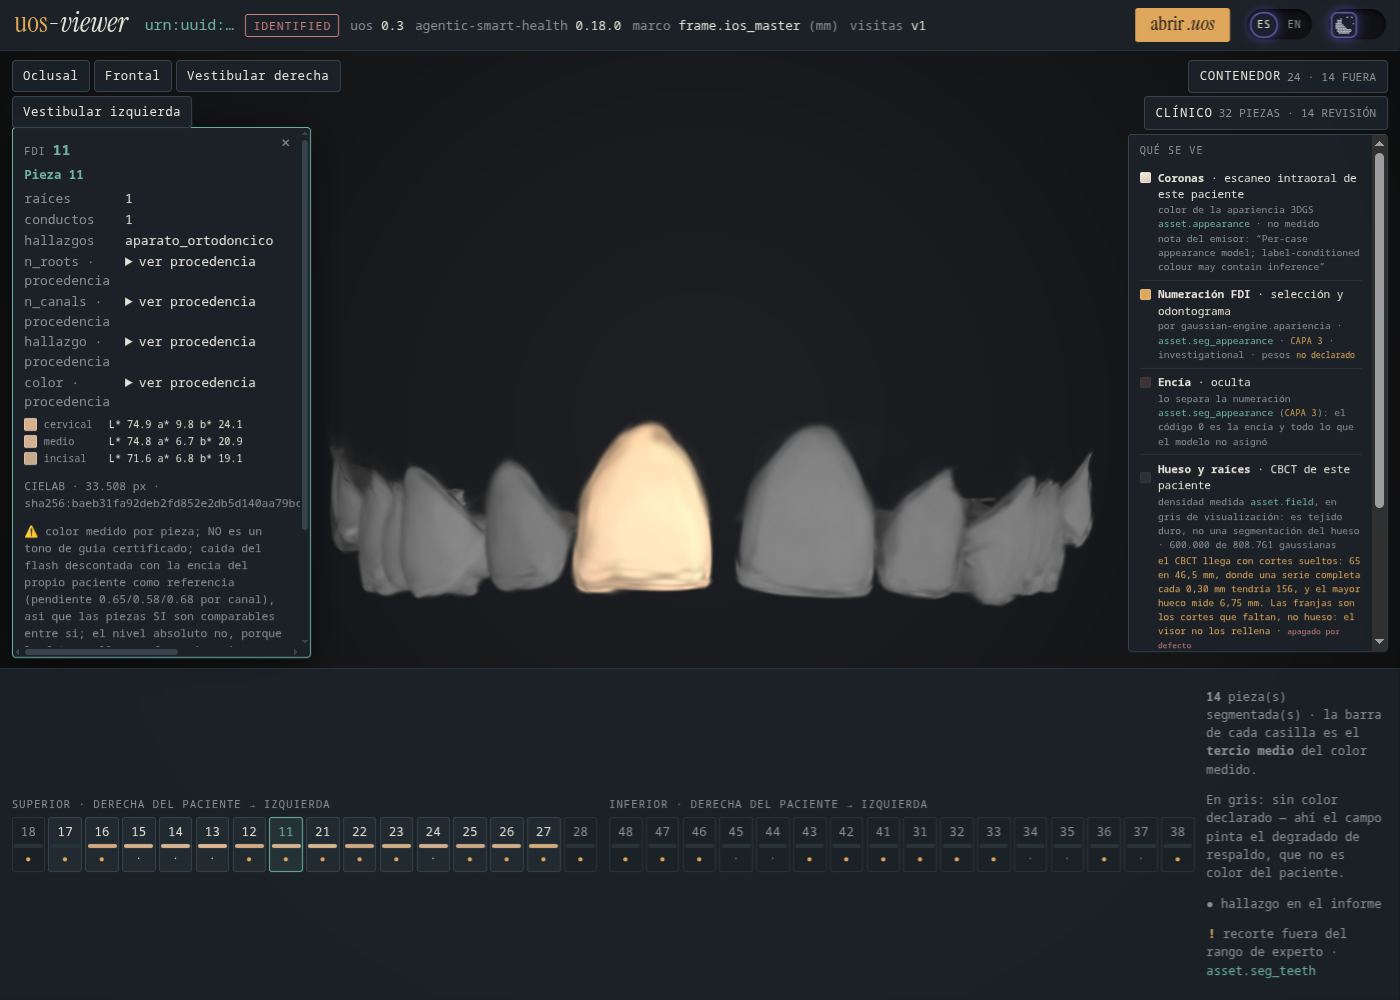 uos-viewer urn:uuid:… IDENTIFIED uos 0.3 agentic-smart-health 0.18.0 marco frame.ios_master (mm) visitas v1 abrir .uos ES EN
Oclusal Frontal Vestibular derecha
Vestibular izquierda
CONTENEDOR 24 · 14 FUERA
CLÍNICO 32 PIEZAS · 14 REVISIÓN
FDI 11 ×
Pieza 11
raíces 1
conductos 1
hallazgos aparato_ortodoncico
n_roots · ▶ ver procedencia
procedencia
n_canals · ▶ ver procedencia
procedencia
hallazgo · ▶ ver procedencia
procedencia
color · ▶ ver procedencia
procedencia
cervical L* 74.9 a* 9.8 b* 24.1
medio L* 74.8 a* 6.7 b* 20.9
incisal L* 71.6 a* 6.8 b* 19.1
CIELAB · 33.508 px ·
sha256:baeb31fa92deb2fd852e2db5d140aa79bc
⚠️ color medido por pieza; NO es un
tono de guia certificado; caida del
flash descontada con la encia del
propio paciente como referencia
(pendiente 0.65/0.58/0.68 por canal),
asi que las piezas SI son comparables
entre si; el nivel absoluto no, porque
QUÉ SE VE
Coronas · escaneo intraoral de
este paciente
color de la apariencia 3DGS
asset.appearance · no medido
nota del emisor: “Per-case
appearance model; label-conditioned
colour may contain inference”
Numeración FDI · selección y
odontograma
por gaussian-engine.apariencia ·
asset.seg_appearance · CAPA 3 ·
investigational · pesos no declarado
Encía · oculta
lo separa la numeración
asset.seg_appearance (CAPA 3): el
código 0 es la encía y todo lo que
el modelo no asignó
Hueso y raíces · CBCT de este
paciente
densidad medida asset.field, en
gris de visualización: es tejido
duro, no una segmentación del hueso
· 600.000 de 808.761 gaussianas
el CBCT llega con cortes sueltos: 65
en 46,5 mm, donde una serie completa
cada 0,30 mm tendría 156, y el mayor
hueco mide 6,75 mm. Las franjas son
los cortes que faltan, no hueso: el
visor no los rellena · apagado por
defecto
SUPERIOR · DERECHA DEL PACIENTE → IZQUIERDA
18 17 16 15 14 13 12 11 21 22 23 24 25 26 27 28
INFERIOR · DERECHA DEL PACIENTE → IZQUIERDA
48 47 46 45 44 43 42 41 31 32 33 34 35 36 37 38
14 pieza(s)
segmentada(s) · la barra
de cada casilla es el
tercio medio del color
medido.
En gris: sin color
declarado — ahí el campo
pinta el degradado de
respaldo, que no es
color del paciente.
● hallazgo en el informe
! recorte fuera del
rango de experto ·
asset.seg_teeth